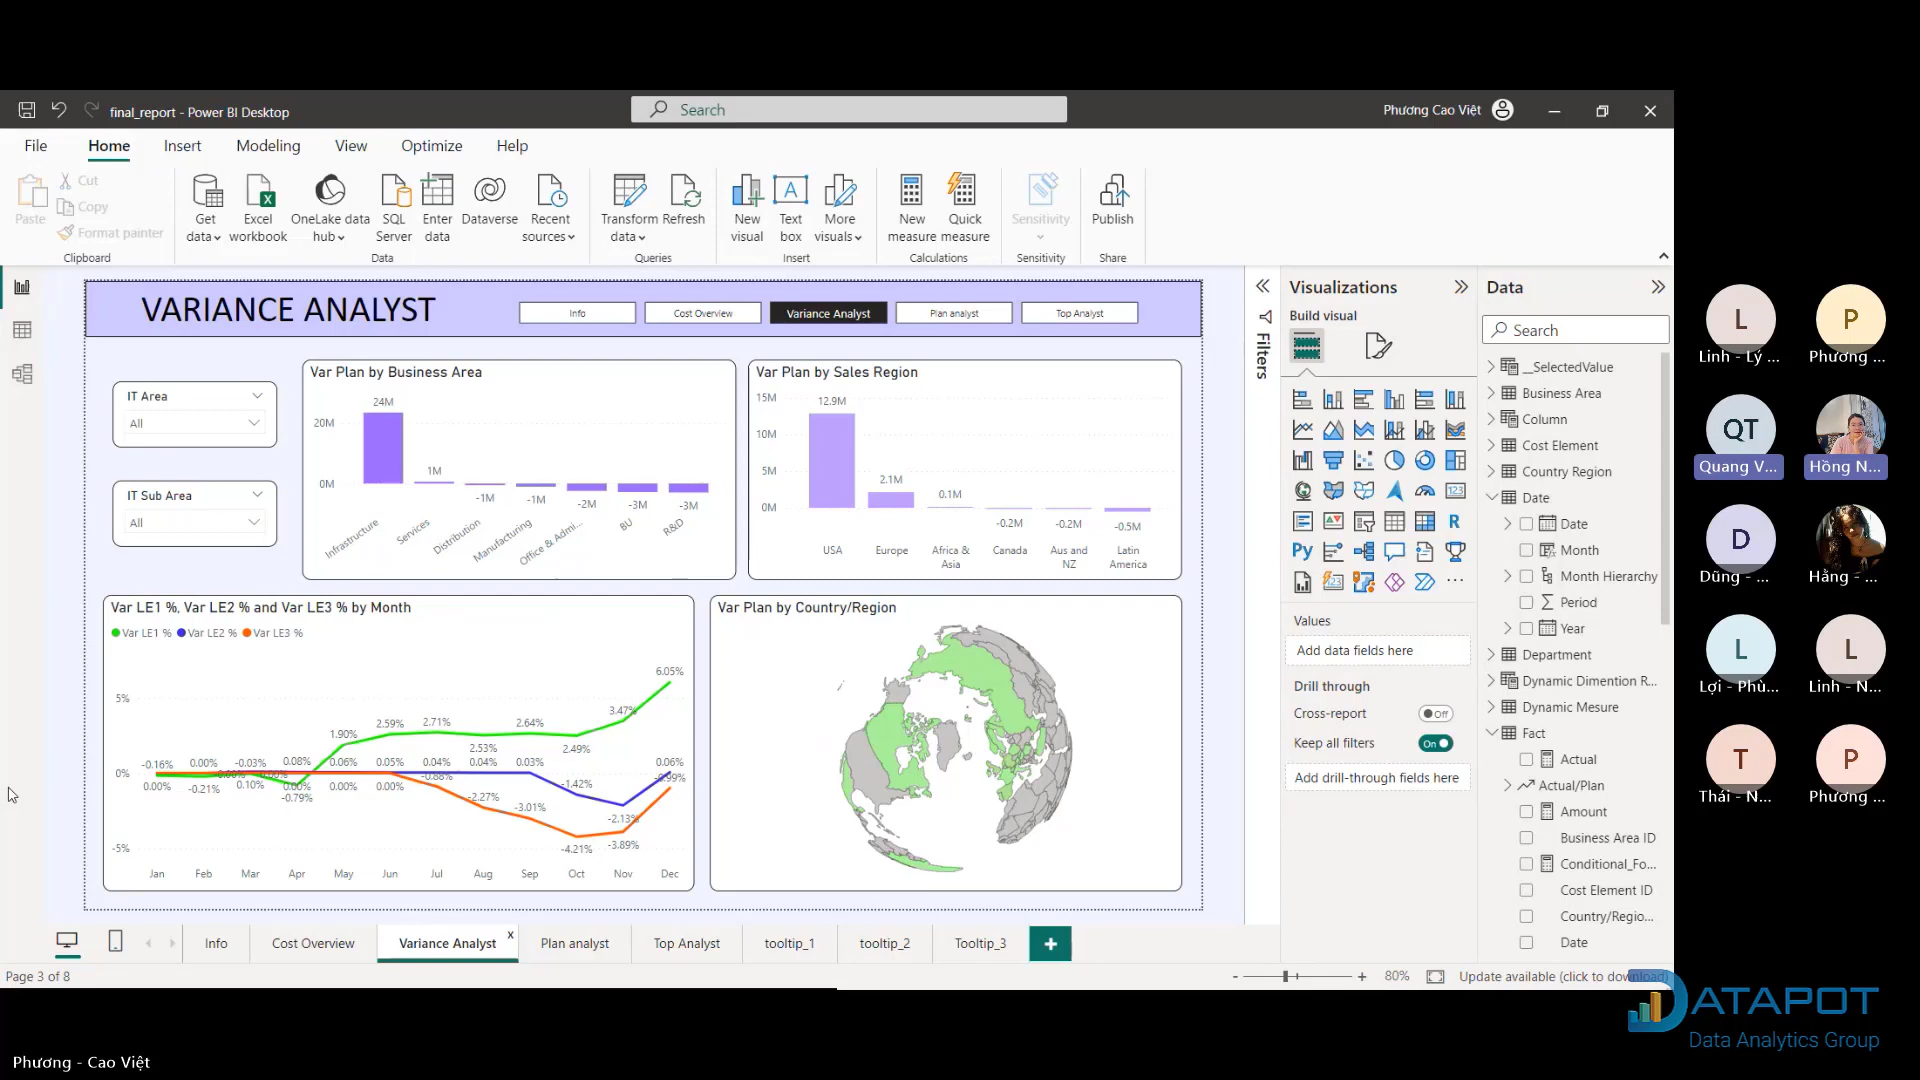 final_report - Power BI Desktop
Search
Phương Cao Việt
File
Home
Insert
Modeling
View
Optimize
Help
Paste
Cut
Copy
Format painter
Clipboard
Get data
Excel workbook
OneLake data hub
SQL Server
Enter data
Dataverse
Recent sources
Data
Transform data
Refresh
Queries
New visual
Text box
More visuals
Insert
New measure
Quick measure
Calculations
Sensitivity
Sensitivity
Publish
Share
VARIANCE ANALYST
Info
Cost Overview
Variance Analyst
Plan analyst
Top Analyst
IT Area
All
IT Sub Area
All
Var Plan by Business Area
20M
0M
24M
1M
-1M
-1M
-2M
-3M
-3M
Infrastructure
Services
Distribution
Manufacturing
Office & Admi...
BU
R&D
Var Plan by Sales Region
15M
10M
5M
0M
12.9M
2.1M
0.1M
-0.2M
-0.2M
-0.5M
USA
Europe
Africa & Asia
Canada
Aus and NZ
Latin America
Var LE1 %, Var LE2 % and Var LE3 % by Month
Var LE1 %
Var LE2 %
Var LE3 %
5%
0%
-5%
6.05%
3.47%
2.59%
2.71%
2.64%
1.90%
2.53%
2.49%
-0.16%
0.00%
-0.03%
0.08%
0.06%
0.05%
0.04%
0.04%
0.03%
0.06%
0.00%
-0.21%
0.10%
-0.79%
0.00%
0.00%
-0.88%
-2.27%
-3.01%
-1.42%
-2.13%
-0.99%
-4.21%
-3.89%
Jan
Feb
Mar
Apr
May
Jun
Jul
Aug
Sep
Oct
Nov
Dec
Var Plan by Country/Region
Filters
Visualizations
Build visual
R
Py
123
Values
Add data fields here
Drill through
Cross-report
Off
Keep all filters
On
Add drill-through fields here
Data
Search
__SelectedValue
Business Area
Column
Cost Element
Country Region
Date
Date
Month
Month Hierarchy
Period
Year
Department
Dynamic Dimention R...
Dynamic Mesure
Fact
Actual
Actual/Plan
Amount
Business Area ID
Conditional_Fo...
Cost Element ID
Country/Regio...
Date
Info
Cost Overview
Variance Analyst
x
Plan analyst
Top Analyst
tooltip_1
tooltip_2
Tooltip_3
+
Page 3 of 8
-
+
80%
Update available (click to download)
L
Linh - Lý ...
P
Phương ...
QT
Quang V...
Hồng N...
D
Dũng - ...
Hằng - ...
L
Lợi - Phù...
L
Linh - N...
T
Thái - N...
P
Phương ...
DATAPOT
Data Analytics Group
Phương - Cao Việt